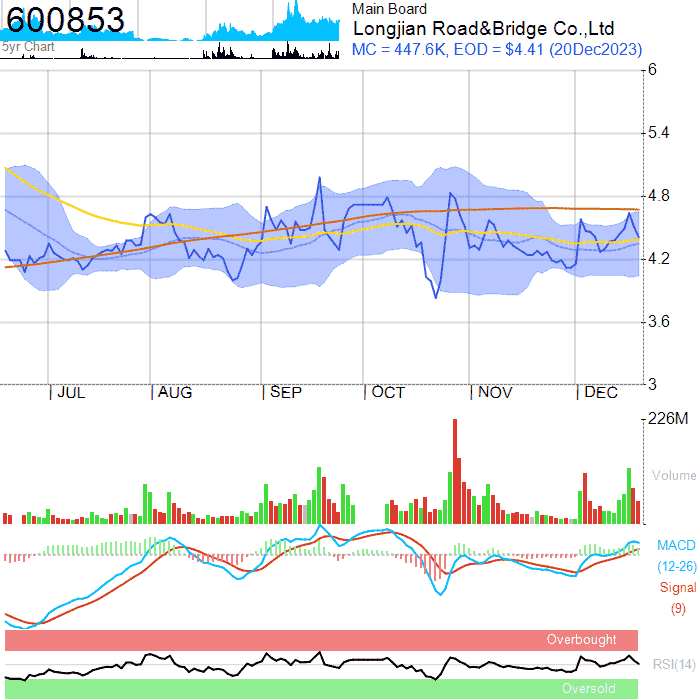 600853
5yr Chart
Main Board
Longjian Road&Bridge Co.,Ltd
MC = 447.6K, EOD = $4.41 (20Dec2023)
6
5.4
4.8
4.2
3.6
3
JUL AUG SEP OCT NOV DEC
226M
Volume
MACD
(12-26)
Signal
(9)
Overbought
RSI(14)
Oversold